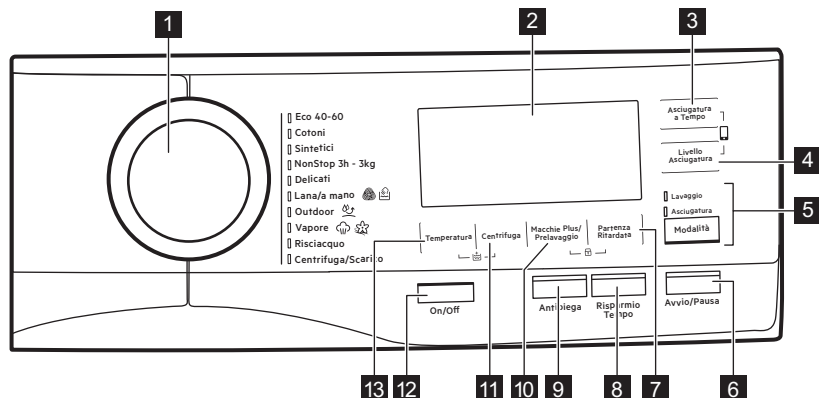 1
2
3
Eco 40-60
Cotoni
Sintetici
NonStop 3h - 3kg
Delicati
Lana/a mano
Outdoor
Vapore
Risciacquo
Centrifuga/Scarico
Asciugatura
a Tempo
Livello
Asciugatura
4
Lavaggio
Asciugatura
5
Modalità
Temperatura
Centrifuga
Macchie Plus/
Prelavaggio
Partenza
Ritardata
On/Off
Antipiega
Risparmio
Tempo
Avvio/Pausa
13
12
11
10
9
8
7
6